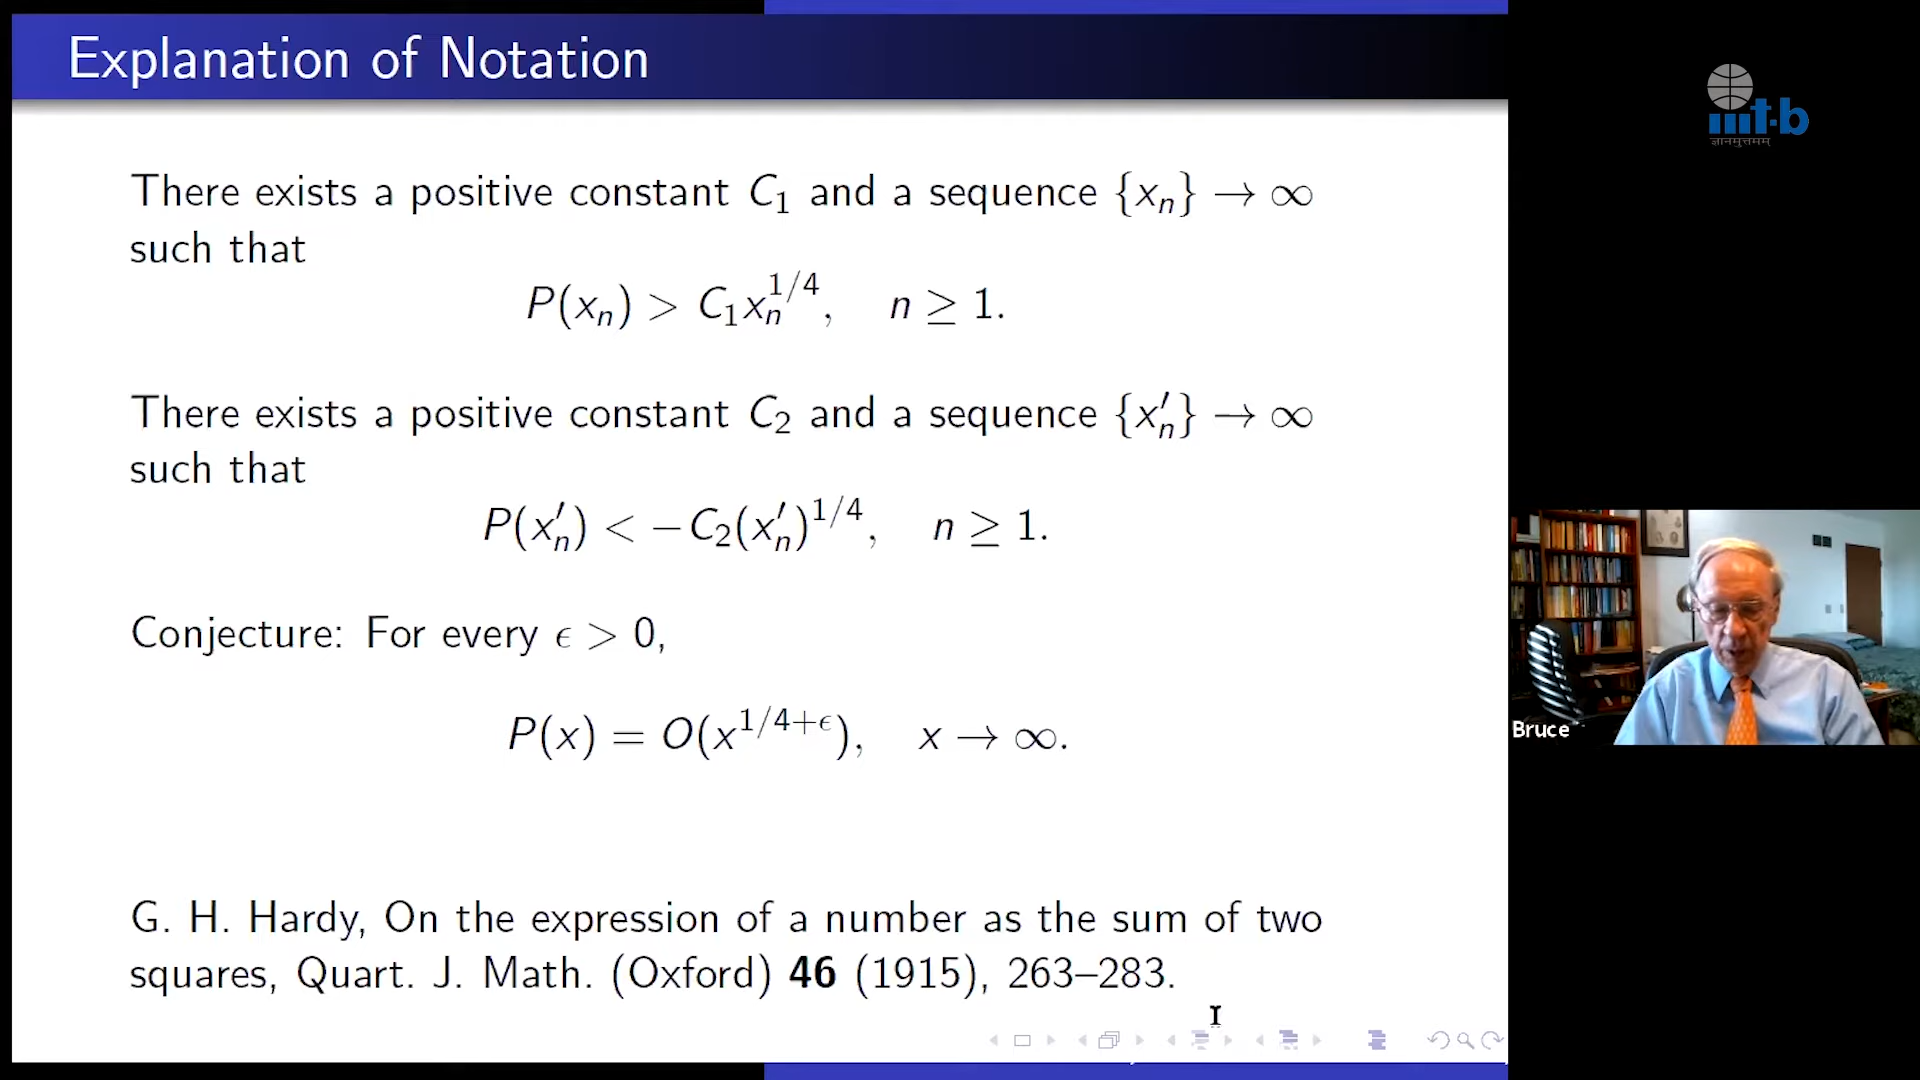 Explanation of Notation
There exists a positive constant C₁ and a sequence {xₙ} → ∞
such that
P(xₙ) > C₁xₙ^{1/4}, n ≥ 1.
There exists a positive constant C₂ and a sequence {x′ₙ} → ∞
such that
P(x′ₙ) < −C₂(x′ₙ)^{1/4}, n ≥ 1.
Conjecture: For every ϵ > 0,
P(x) = O(x^{1/4+ϵ}), x → ∞.
G. H. Hardy, On the expression of a number as the sum of two
squares, Quart. J. Math. (Oxford) 46 (1915), 263–283.
iiit-b
ज्ञानमुत्तमम्
Bruce